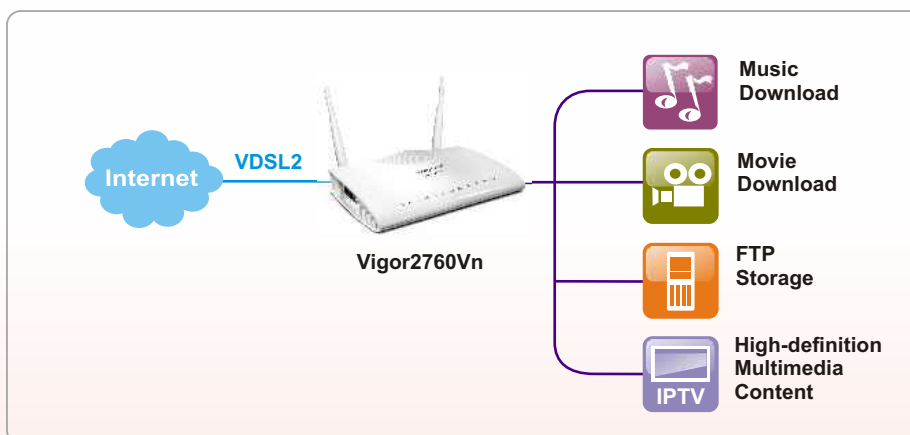 Internet
VDSL2
Vigor2760Vn
Music
Download
Movie
Download
FTP
Storage
High-definition
Multimedia
Content
IPTV